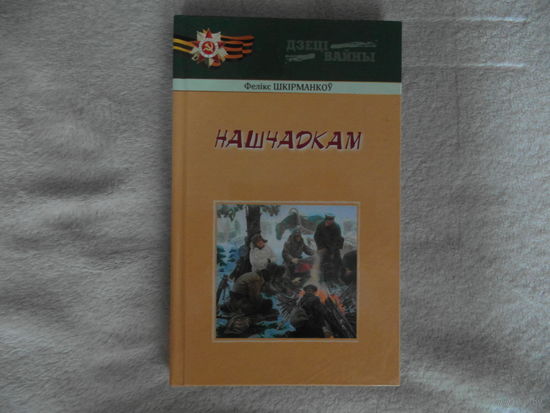 ДЗЕЦІ
ВАЙНЫ
Фелікс ШКІРМАНКОЎ
НАШЧАДКАМ